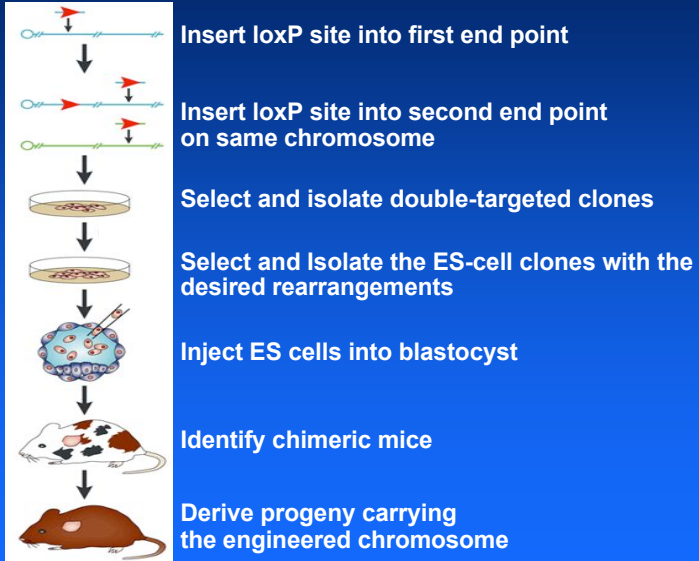 Insert loxP site into first end point
Insert loxP site into second end point
on same chromosome
Select and isolate double-targeted clones
Select and Isolate the ES-cell clones with the
desired rearrangements
Inject ES cells into blastocyst
Identify chimeric mice
Derive progeny carrying
the engineered chromosome